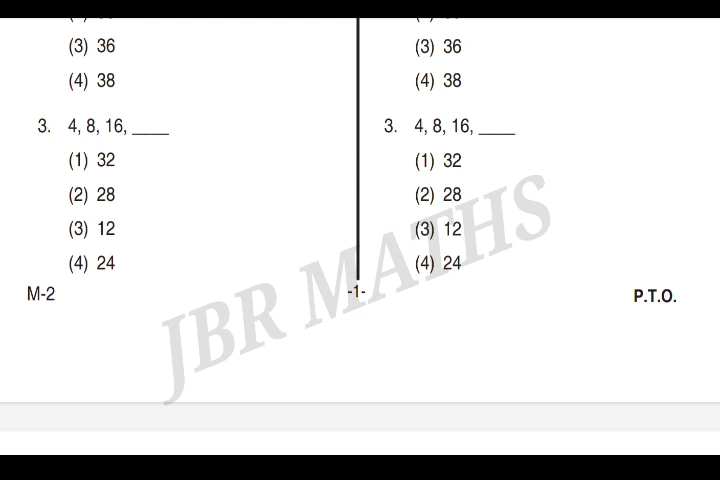 (3) 36
(4) 38
3. 4, 8, 16, ____
(1) 32
(2) 28
(3) 12
(4) 24
M-2
(3) 36
(4) 38
3. 4, 8, 16, ____
(1) 32
(2) 28
(3) 12
(4) 24
-1-
P.T.O.
JBR MATHS